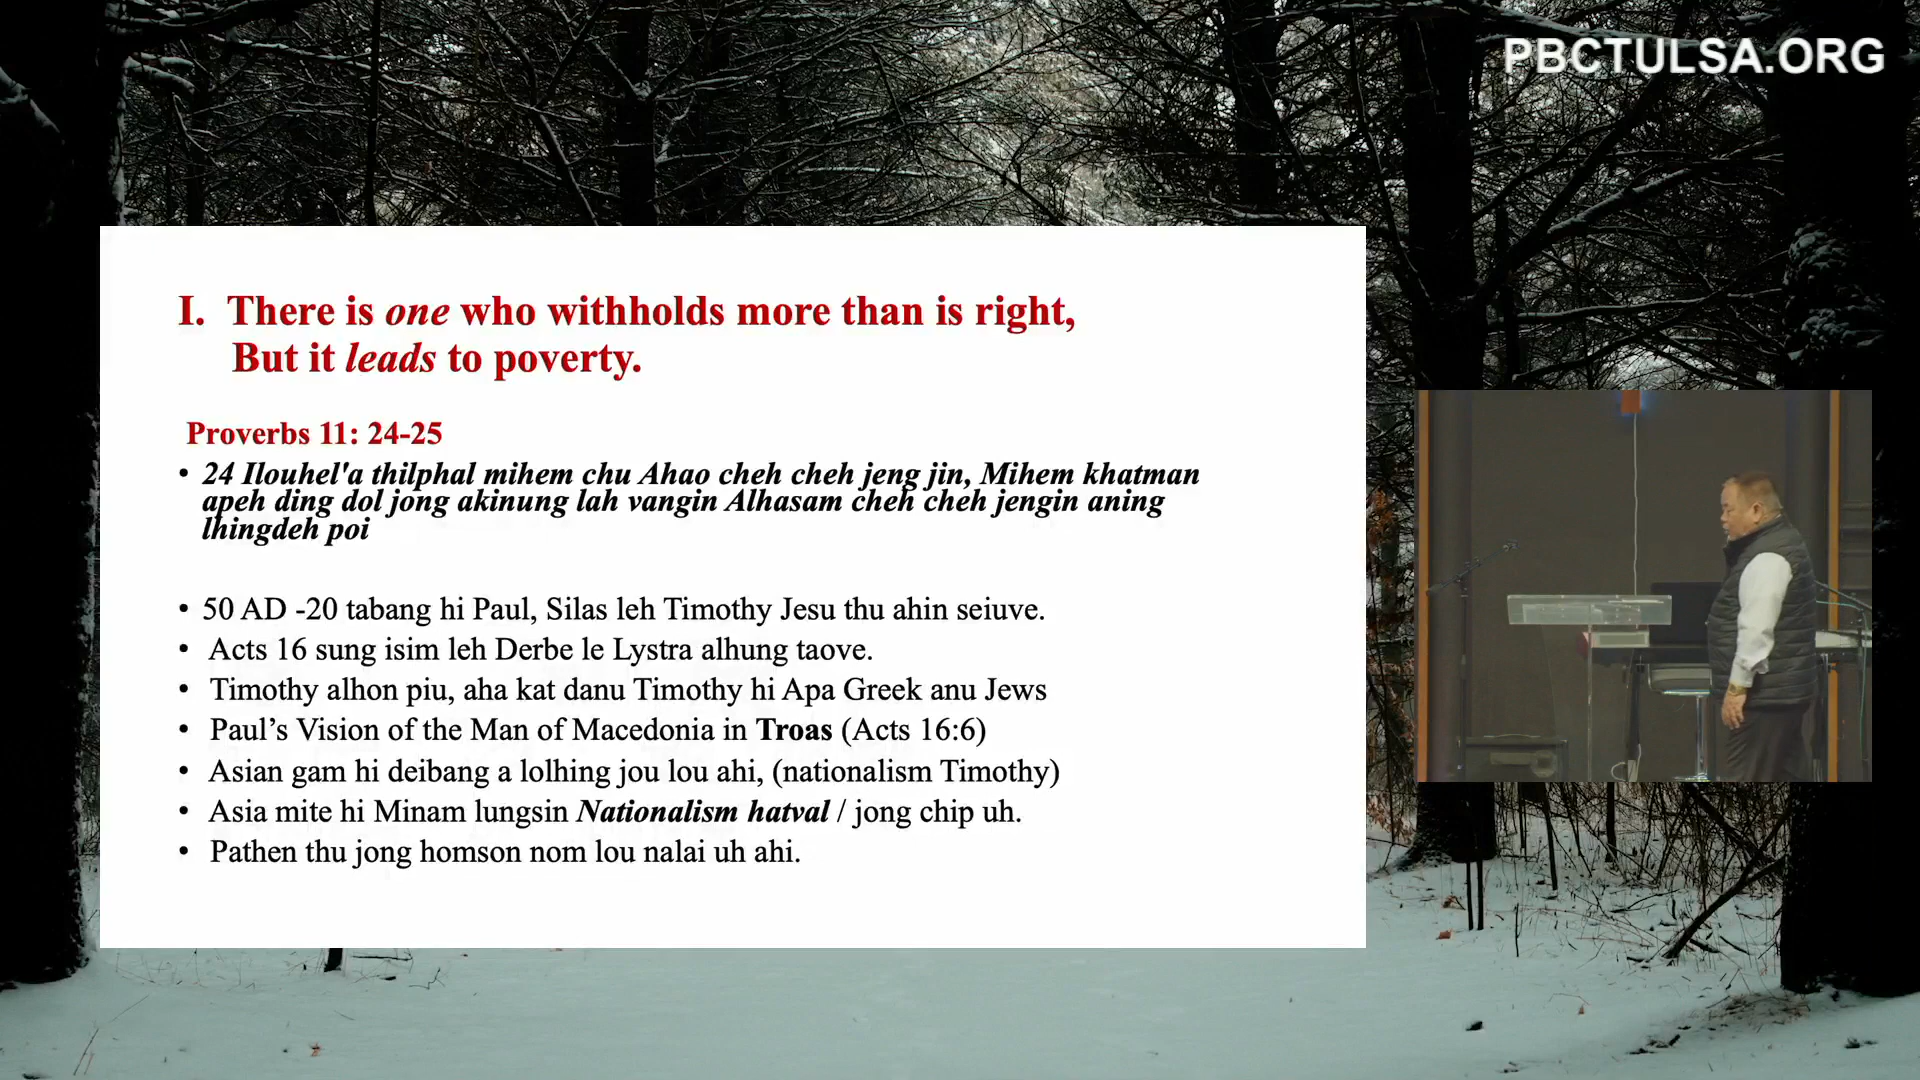 PBCTULSA.ORG
I. There is one who withholds more than is right,
But it leads to poverty.
Proverbs 11: 24-25
• 24 Ilouhel'a thilphal mihem chu Ahao cheh cheh jeng jin, Mihem khatman
apeh ding dol jong akinung lah vangin Alhasam cheh cheh jengin aning
lhingdeh poi
• 50 AD -20 tabang hi Paul, Silas leh Timothy Jesu thu ahin seiuve.
• Acts 16 sung isim leh Derbe le Lystra alhung taove.
• Timothy alhon piu, aha kat danu Timothy hi Apa Greek anu Jews
• Paul’s Vision of the Man of Macedonia in Troas (Acts 16:6)
• Asian gam hi deibang a lolhing jou lou ahi, (nationalism Timothy)
• Asia mite hi Minam lungsin Nationalism hatval / jong chip uh.
• Pathen thu jong homson nom lou nalai uh ahi.